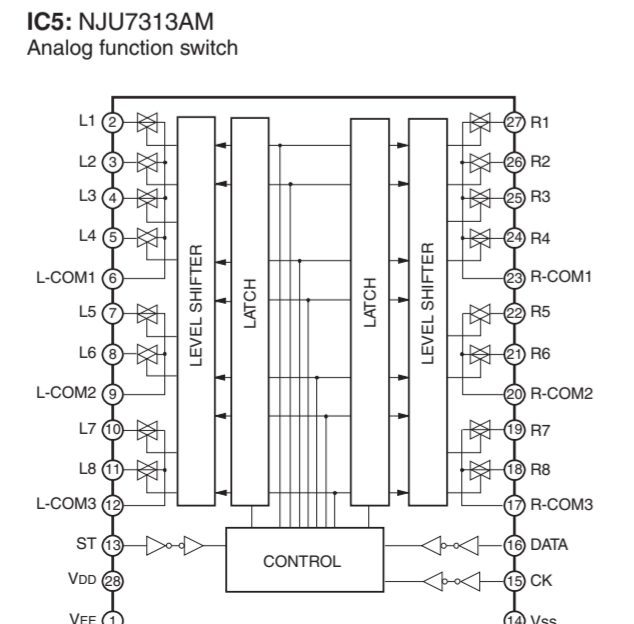 IC5: NJU7313AM
Analog function switch
L1 2
27 R1
L2 3
26 R2
L3 4
25 R3
L4 5
24 R4
L-COM1 6
23 R-COM1
L5 7
22 R5
L6 8
21 R6
L-COM2 9
20 R-COM2
L7 10
19 R7
L8 11
18 R8
L-COM3 12
17 R-COM3
LEVEL SHIFTER
LATCH
LATCH
LEVEL SHIFTER
ST 13
16 DATA
CONTROL
VDD 28
15 CK
VEE 1
14 Vss